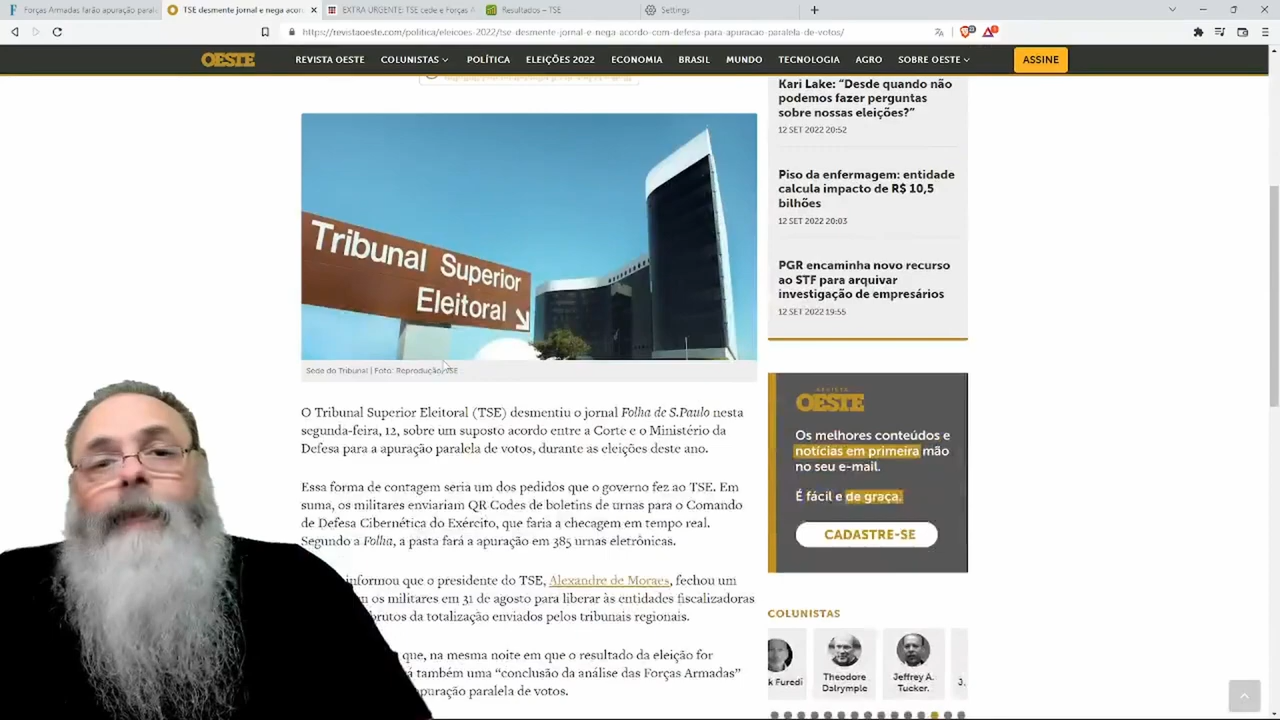 Forças Armadas farão apuração paralel
TSE desmente jornal e nega acord
EXTRA URGENTE: TSE cede e Forças A
Resultados – TSE
Settings
https://revistaoeste.com/politica/eleicoes-2022/tse-desmente-jornal-e-nega-acordo-com-defesa-para-apuracao-paralela-de-votos/
OESTE
REVISTA OESTE
COLUNISTAS
POLÍTICA
ELEIÇÕES 2022
ECONOMIA
BRASIL
MUNDO
TECNOLOGIA
AGRO
SOBRE OESTE
ASSINE
Tribunal Superior
Eleitoral
Sede do Tribunal | Foto: Reprodução/TSE
O Tribunal Superior Eleitoral (TSE) desmentiu o jornal Folha de S.Paulo nesta
segunda-feira, 12, sobre um suposto acordo entre a Corte e o Ministério da
Defesa para a apuração paralela de votos, durante as eleições deste ano.
Essa forma de contagem seria um dos pedidos que o governo fez ao TSE. Em
suma, os militares enviariam QR Codes de boletins de urnas para o Comando
de Defesa Cibernética do Exército, que faria a checagem em tempo real.
Segundo a Folha, a pasta fará a apuração em 385 urnas eletrônicas.
informou que o presidente do TSE, Alexandre de Moraes, fechou um
os militares em 31 de agosto para liberar às entidades fiscalizadoras
brutos da totalização enviados pelos tribunais regionais.
que, na mesma noite em que o resultado da eleição for
também uma “conclusão da análise das Forças Armadas”
apuração paralela de votos.
Kari Lake: “Desde quando não
podemos fazer perguntas
sobre nossas eleições?”
12 SET 2022 20:52
Piso da enfermagem: entidade
calcula impacto de R$ 10,5
bilhões
12 SET 2022 20:03
PGR encaminha novo recurso
ao STF para arquivar
investigação de empresários
12 SET 2022 19:55
REVISTA
OESTE
Os melhores conteúdos e
notícias em primeira mão
no seu e-mail.
É fácil e de graça.
CADASTRE-SE
COLUNISTAS
k Furedi
Theodore
Dalrymple
Jeffrey A.
Tucker.
J.